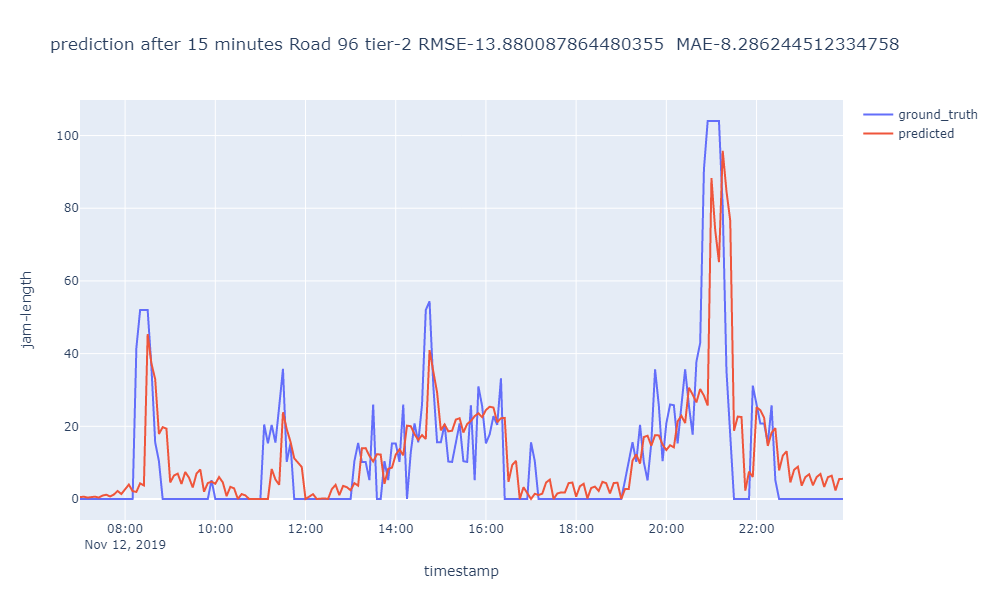 prediction after 15 minutes Road 96 tier-2 RMSE-13.880087864480355  MAE-8.286244512334758
ground_truth
predicted
100
80
60
40
20
0
jam-length
08:00 10:00 12:00 14:00 16:00 18:00 20:00 22:00
Nov 12, 2019
timestamp